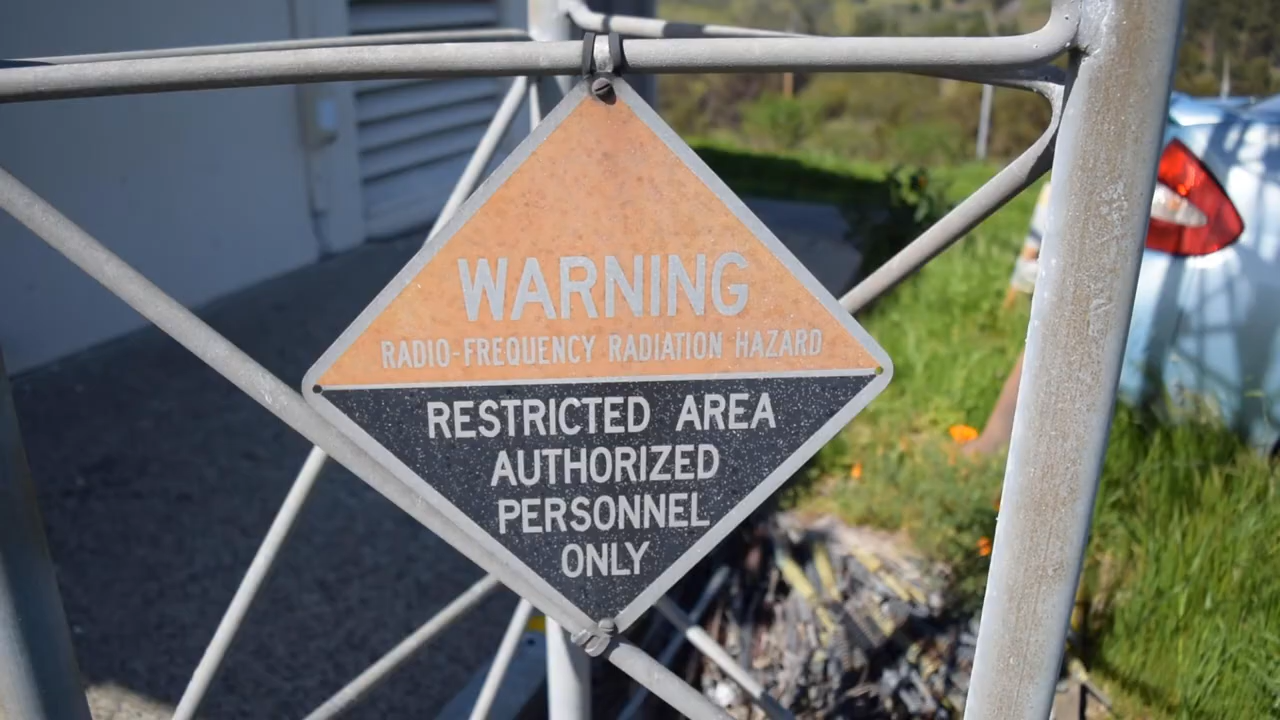 WARNING
RADIO-FREQUENCY RADIATION HAZARD
RESTRICTED AREA
AUTHORIZED
PERSONNEL
ONLY